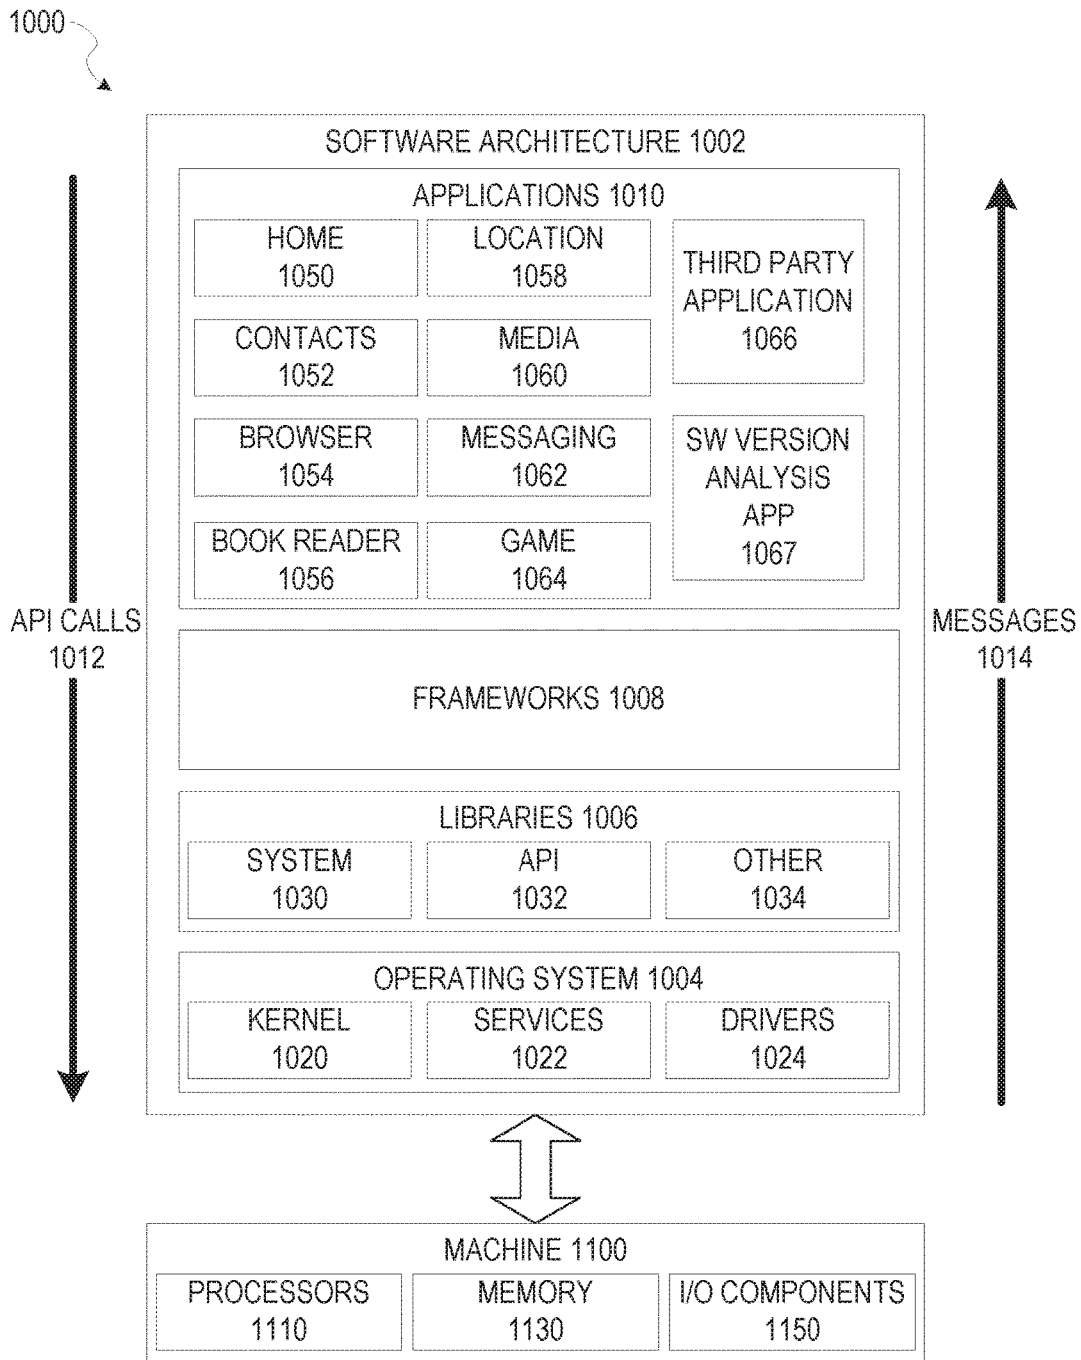 1000
SOFTWARE ARCHITECTURE 1002
APPLICATIONS 1010
HOME
1050
LOCATION
1058
THIRD PARTY
APPLICATION
1066
CONTACTS
1052
MEDIA
1060
BROWSER
1054
MESSAGING
1062
SW VERSION
ANALYSIS
APP
1067
BOOK READER
1056
GAME
1064
API CALLS
1012
MESSAGES
1014
FRAMEWORKS 1008
LIBRARIES 1006
SYSTEM
1030
API
1032
OTHER
1034
OPERATING SYSTEM 1004
KERNEL
1020
SERVICES
1022
DRIVERS
1024
MACHINE 1100
PROCESSORS
1110
MEMORY
1130
I/O COMPONENTS
1150